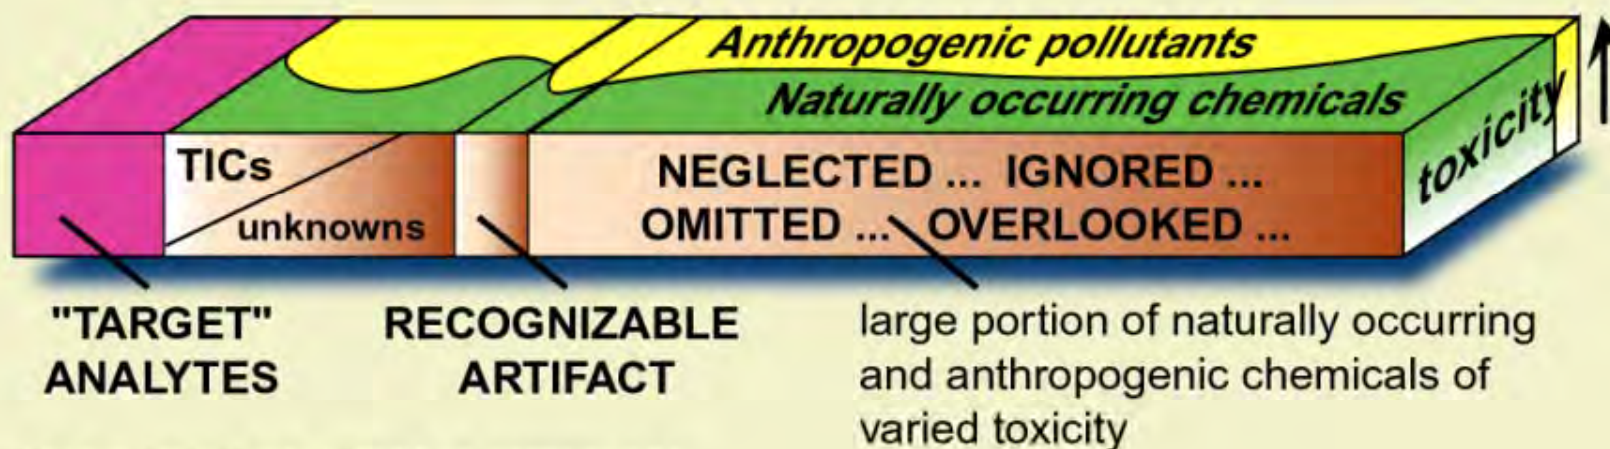 Anthropogenic pollutants
Naturally occurring chemicals
toxicity
TICs
unknowns
NEGLECTED ... IGNORED ...
OMITTED ... OVERLOOKED ...
"TARGET"
ANALYTES
RECOGNIZABLE
ARTIFACT
large portion of naturally occurring
and anthropogenic chemicals of
varied toxicity